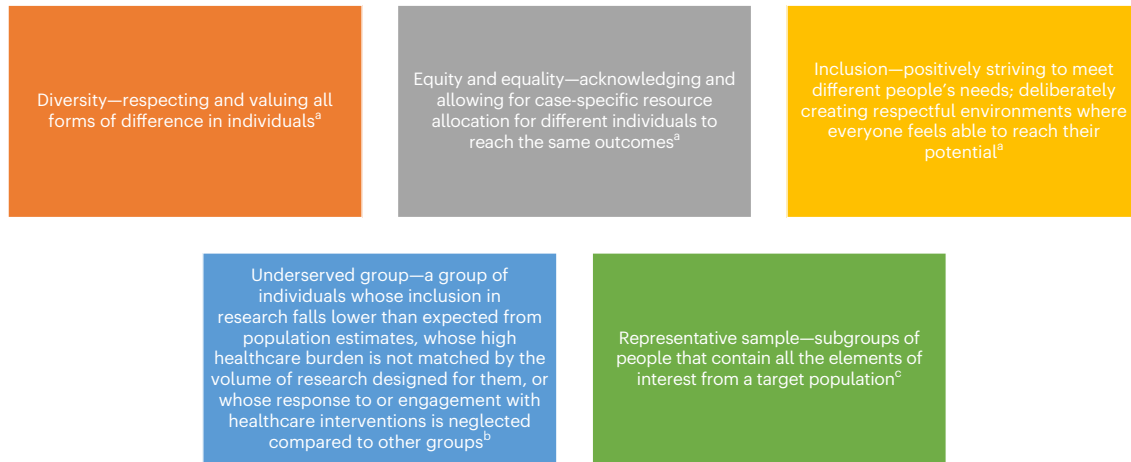 Diversity—respecting and valuing all
forms of difference in individualsᵃ
Equity and equality—acknowledging and
allowing for case-specific resource
allocation for different individuals to
reach the same outcomesᵃ
Inclusion—positively striving to meet
different people's needs; deliberately
creating respectful environments where
everyone feels able to reach their
potentialᵃ
Underserved group—a group of
individuals whose inclusion in
research falls lower than expected from
population estimates, whose high
healthcare burden is not matched by the
volume of research designed for them, or
whose response to or engagement with
healthcare interventions is neglected
compared to other groupsᵇ
Representative sample—subgroups of
people that contain all the elements of
interest from a target populationᶜ